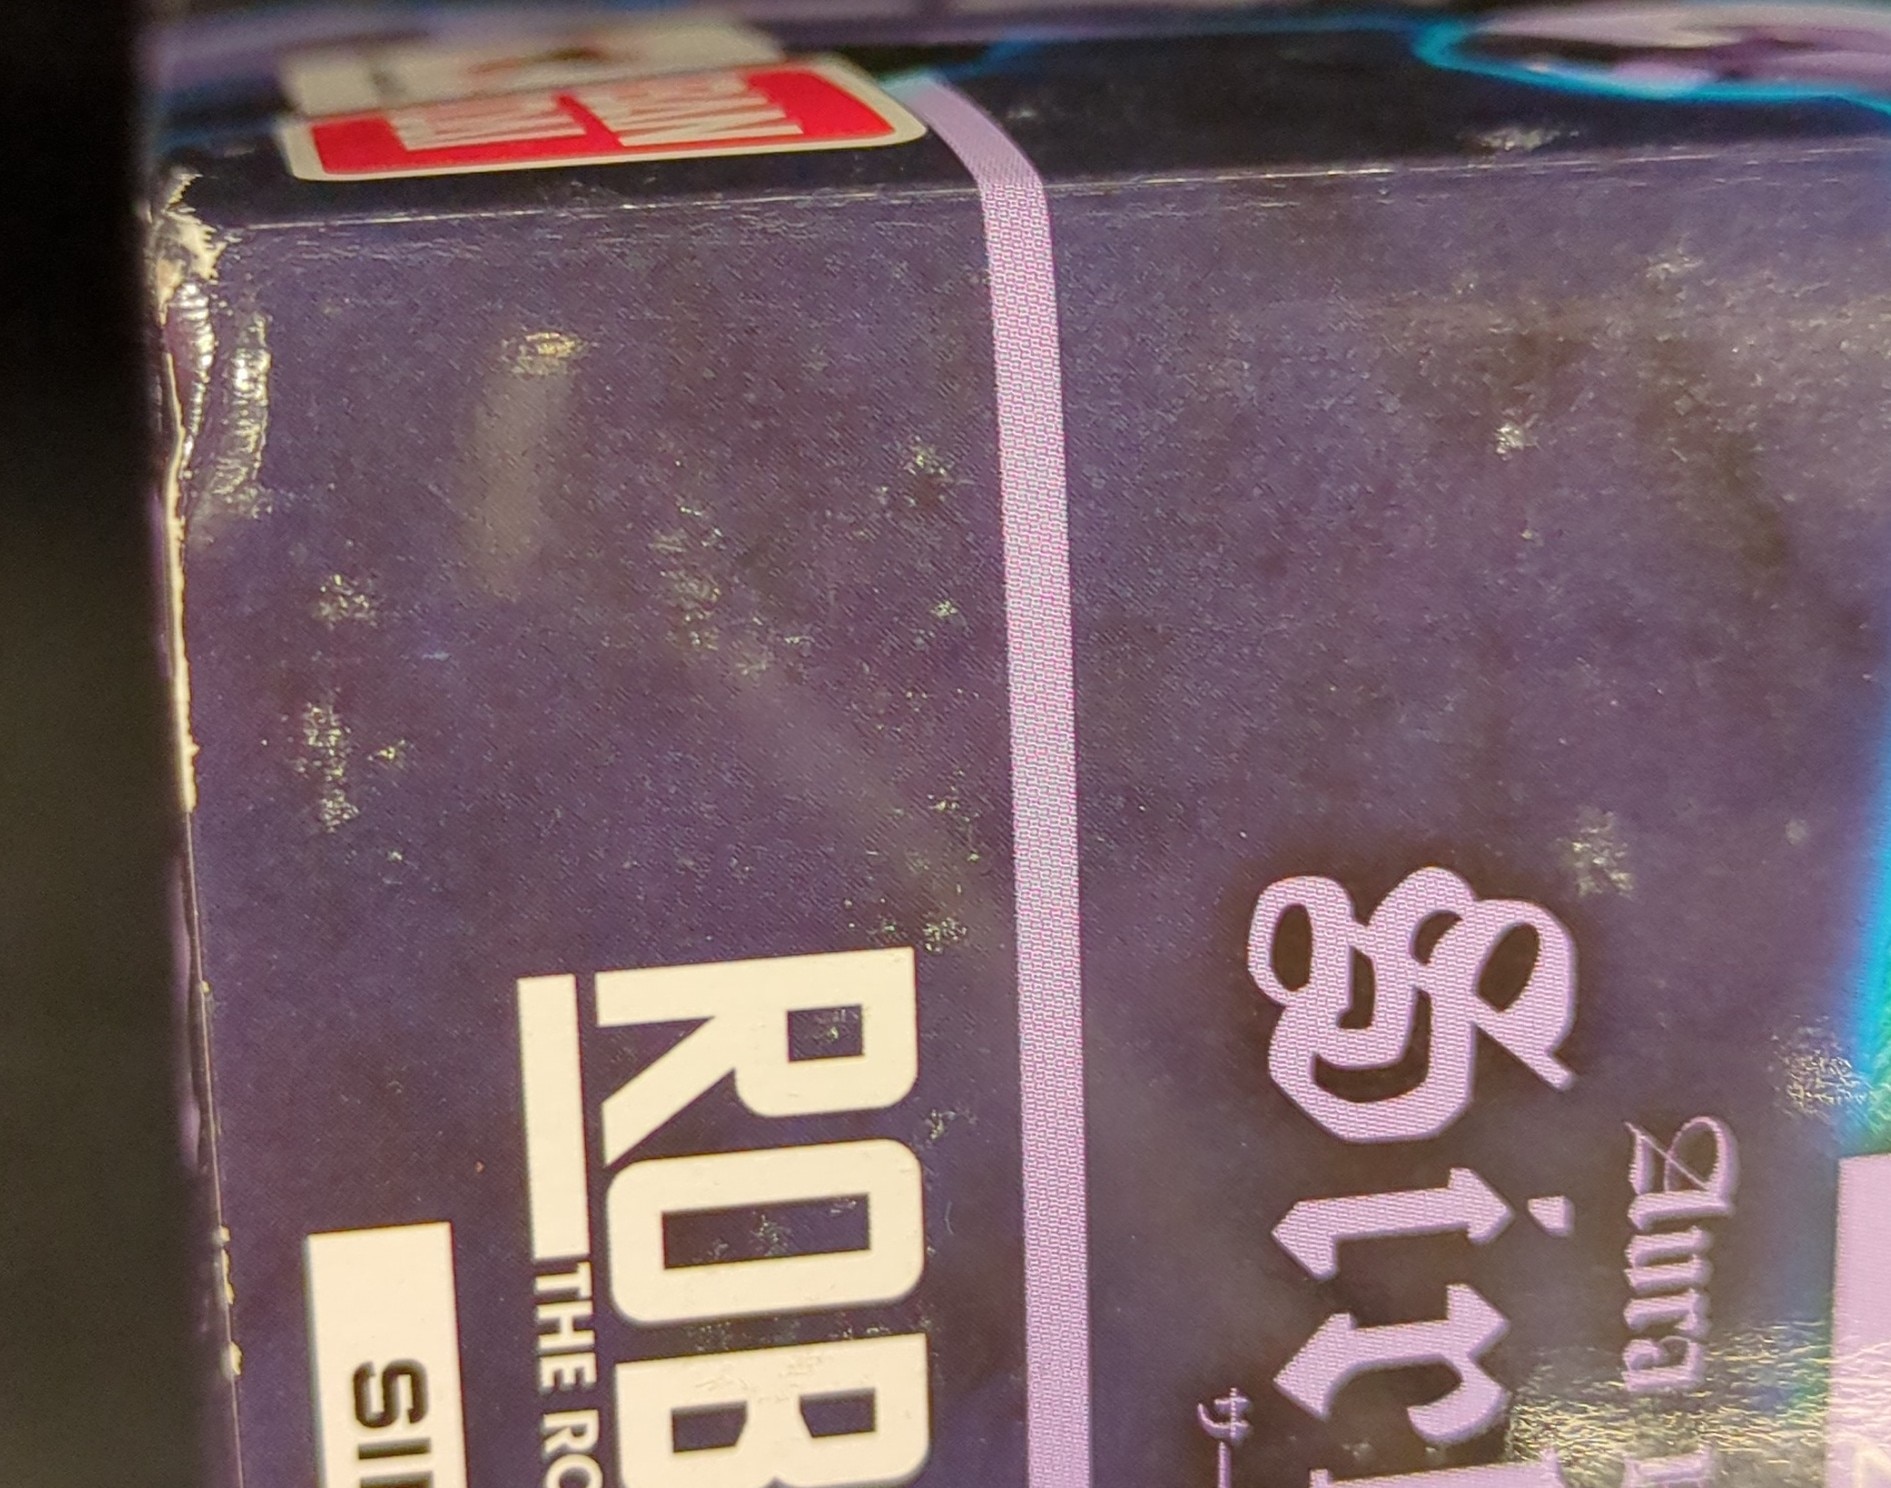 Aura
Sir
サー
ROB
THE RO
SI